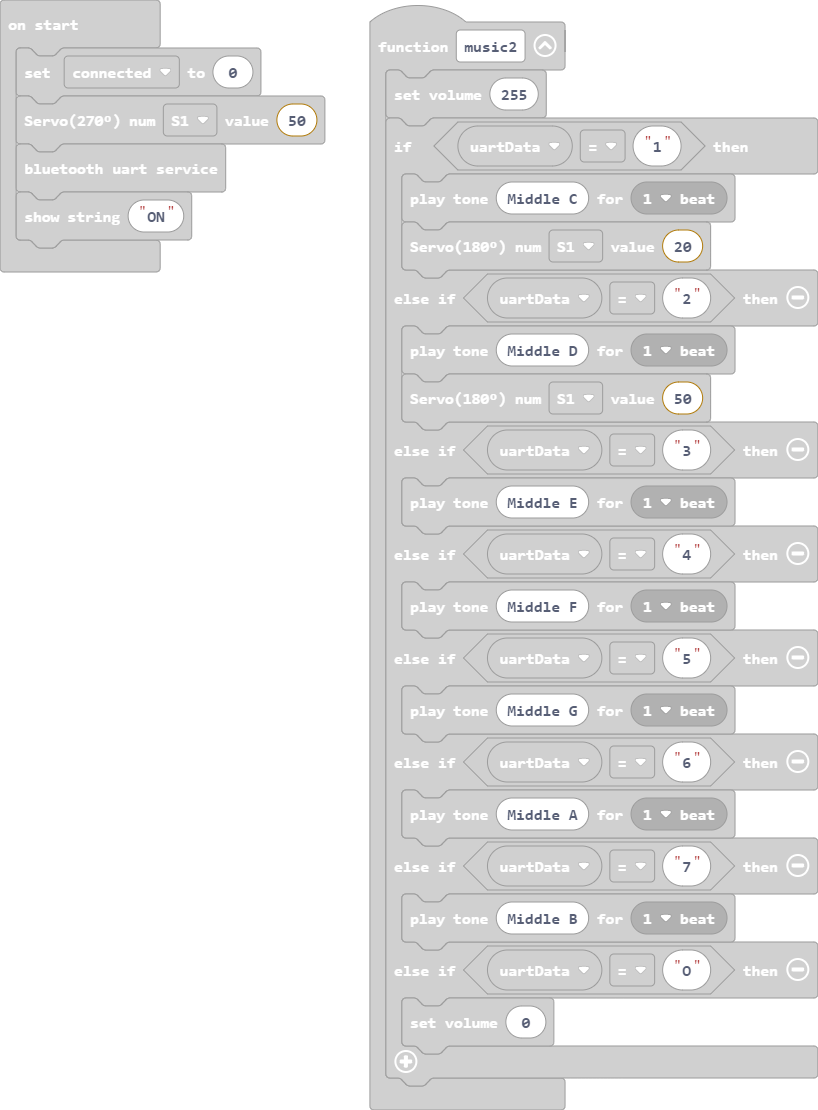 on start
set connected to 0
Servo(270º) num S1 value 50
bluetooth uart service
show string "ON"
function music2
set volume 255
if uartData = "1" then
play tone Middle C for 1 beat
Servo(180º) num S1 value 20
else if uartData = "2" then
play tone Middle D for 1 beat
Servo(180º) num S1 value 50
else if uartData = "3" then
play tone Middle E for 1 beat
else if uartData = "4" then
play tone Middle F for 1 beat
else if uartData = "5" then
play tone Middle G for 1 beat
else if uartData = "6" then
play tone Middle A for 1 beat
else if uartData = "7" then
play tone Middle B for 1 beat
else if uartData = "O" then
set volume 0